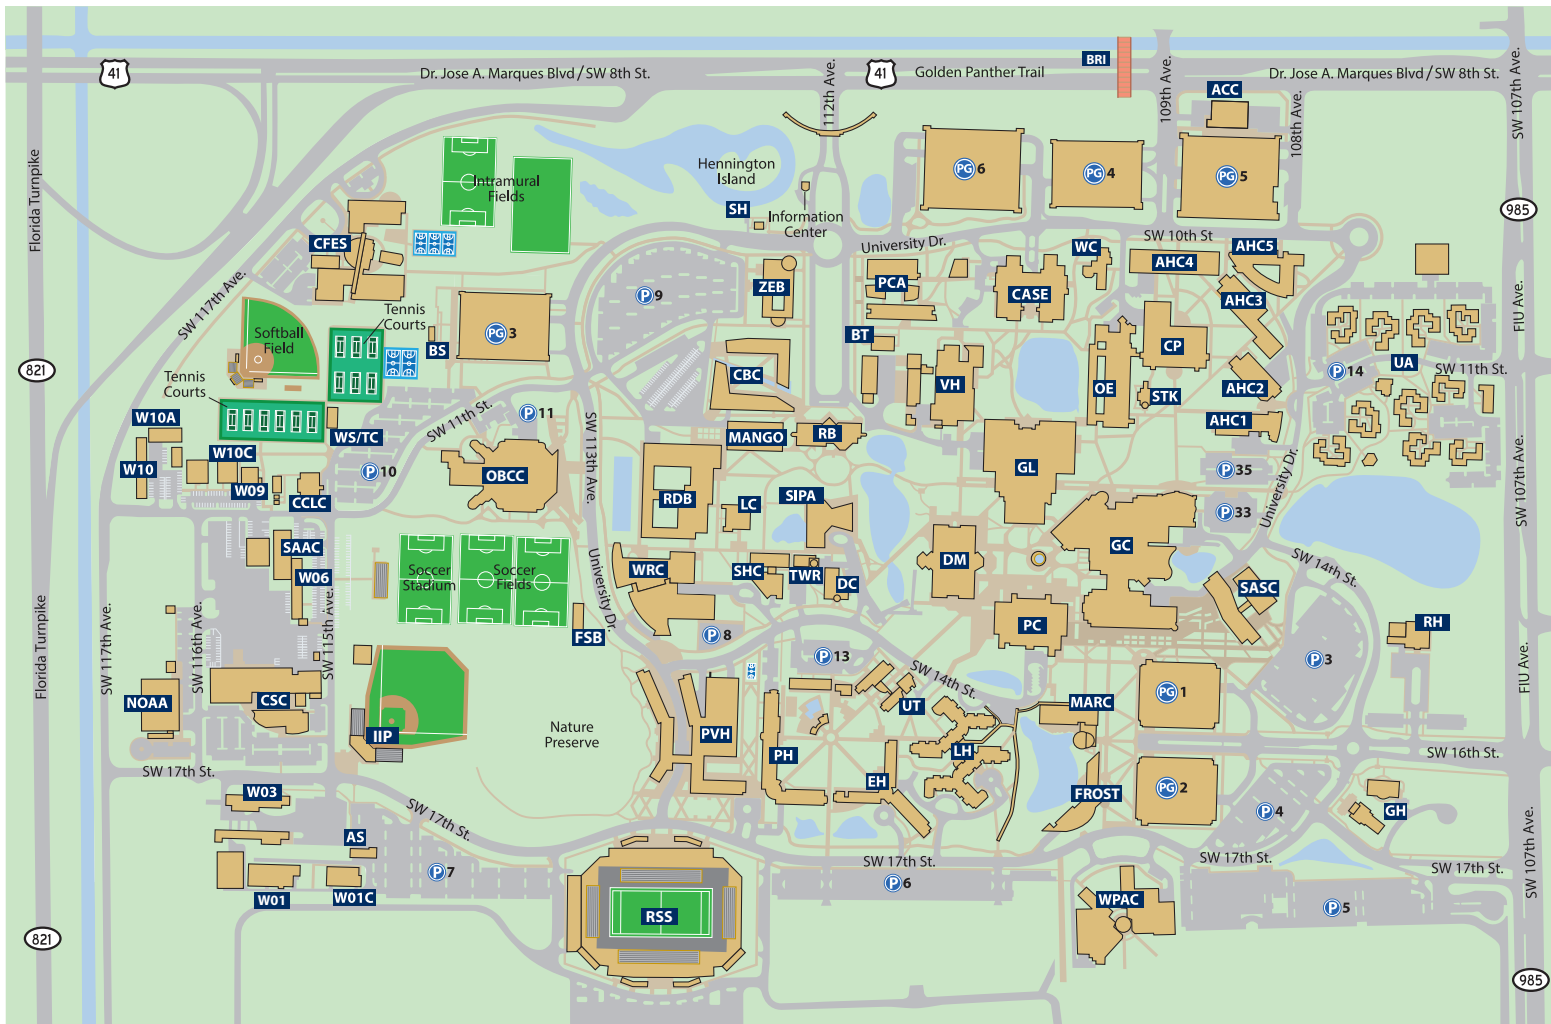 41
Dr. Jose A. Marques Blvd / SW 8th St.
41
Golden Panther Trail
BRI
Dr. Jose A. Marques Blvd / SW 8th St.
SW 107th Ave.
112th Ave.
109th Ave.
ACC
108th Ave.
Florida Turnpike
Intramural
Fields
Hennington
Island
SH
Information
Center
PG 6
PG 4
PG 5
985
University Dr.
SW 10th St
CFES
WC
AHC4
AHC5
SW 117th Ave.
ZEB
PCA
CASE
AHC3
P 9
Softball
Field
Tennis
Courts
BS
PG 3
BT
CP
FIU Ave.
821
Tennis
Courts
CBC
VH
OE
STK
AHC2
P 14
UA
SW 11th St.
W10A
P 11
SW 11th St.
SW 113th Ave.
MANGO
RB
AHC1
WS/TC
W10
W10C
W09
P 10
CCLC
OBCC
RDB
LC
SIPA
GL
P 35
P 33
University Dr.
SW 107th Ave.
SAAC
W06
Soccer
Stadium
Soccer
Fields
University Dr.
WRC
SHC
TWR
DC
DM
GC
SW 14th St.
SASC
Florida Turnpike
SW 117th Ave.
SW 116th Ave.
SW 115th Ave.
FSB
P 8
P 13
PC
RH
P 3
FIU Ave.
NOAA
CSC
IIP
Nature
Preserve
PVH
PH
SW 14th St.
UT
LH
MARC
PG 1
SW 16th St.
SW 17th St.
W03
EH
FROST
PG 2
P 4
GH
SW 17th St.
AS
P 7
SW 17th St.
SW 17th St.
SW 17th St.
W01
W01C
RSS
P 6
WPAC
P 5
SW 107th Ave.
821
985